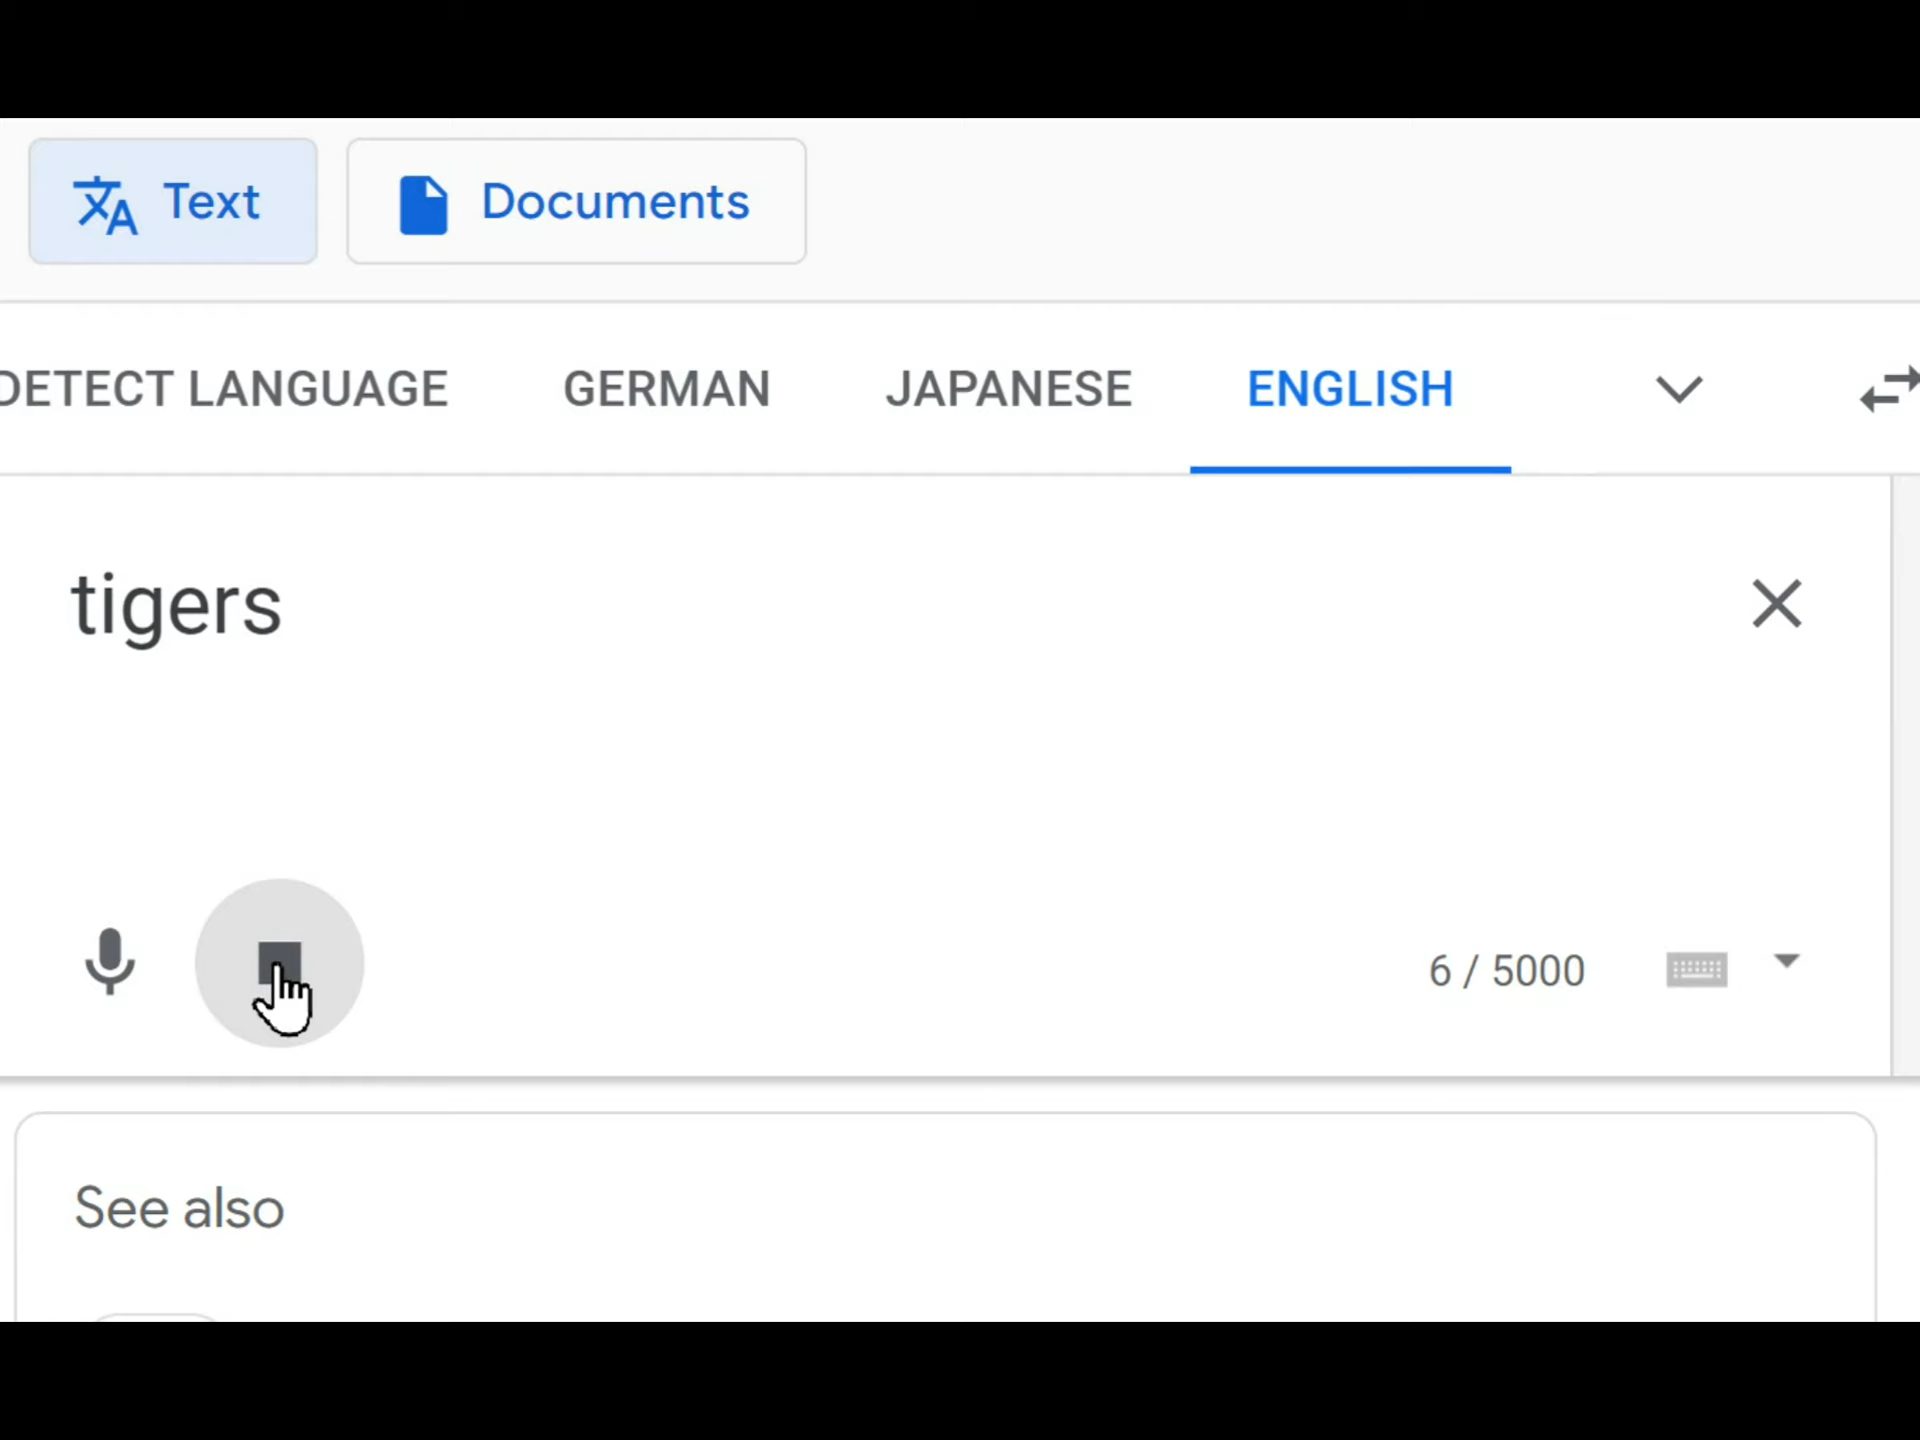 Text Documents
DETECT LANGUAGE GERMAN JAPANESE ENGLISH
tigers
6 / 5000
See also